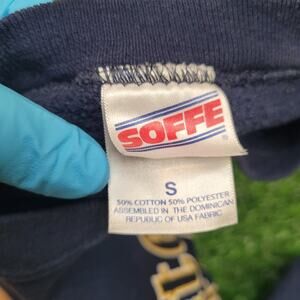 SOFFE
S
50% COTTON 50% POLYESTER
ASSEMBLED IN THE DOMINICAN
REPUBLIC OF USA FABRIC